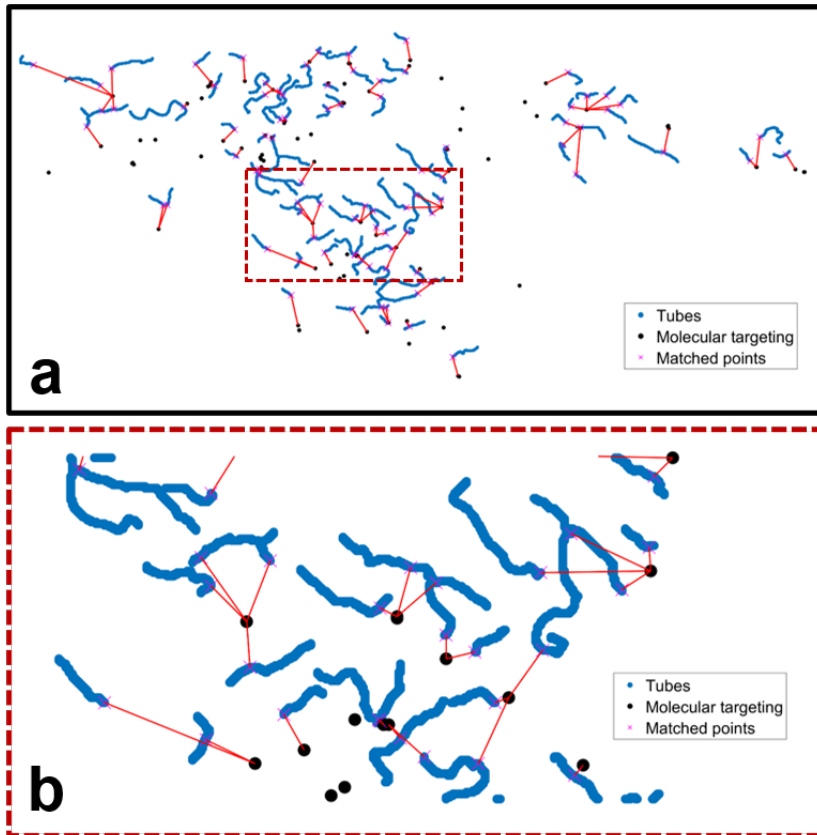 Tubes
Molecular targeting
Matched points
a
Tubes
Molecular targeting
Matched points
b